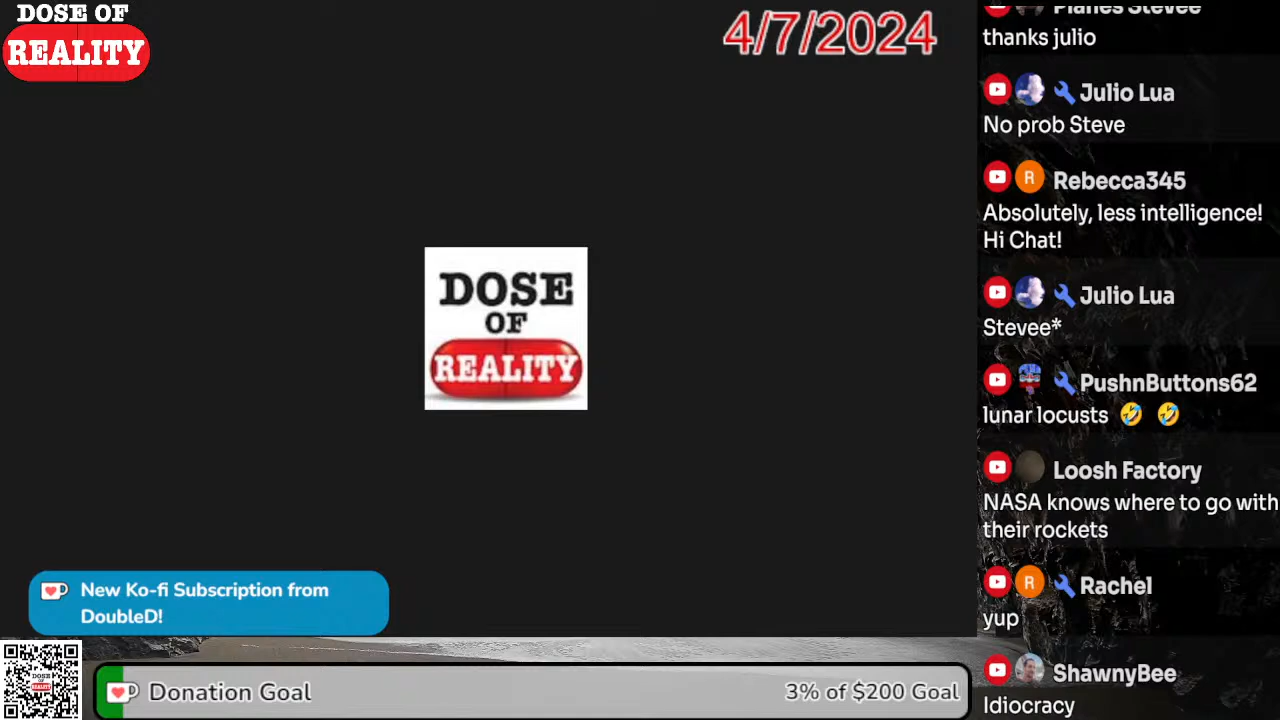 DOSE OF
REALITY
4/7/2024
DOSE
OF
REALITY
New Ko-fi Subscription from
DoubleD!
Donation Goal
3% of $200 Goal
Planes Stevee
thanks julio
Julio Lua
No prob Steve
R
Rebecca345
Absolutely, less intelligence!
Hi Chat!
Julio Lua
Stevee*
PushnButtons62
lunar locusts 🤣 🤣
Loosh Factory
NASA knows where to go with
their rockets
R
Rachel
yup
ShawnyBee
Idiocracy